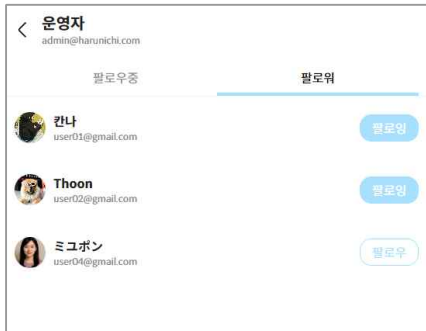 운영자
admin@harunichi.com
팔로우중 팔로워
칸나
user01@gmail.com
팔로잉
Thoon
user02@gmail.com
팔로잉
ミユポン
user04@gmail.com
팔로우